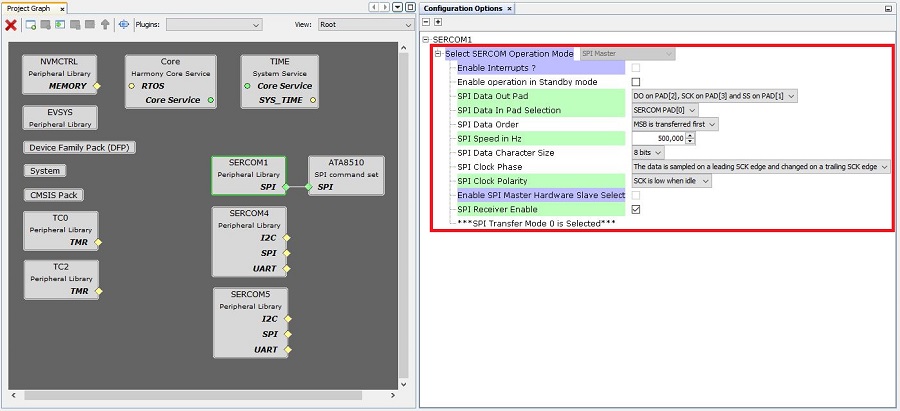 Project Graph ×
Plugins:
View: Root
NVMCTRL
Peripheral Library
MEMORY
Core
Harmony Core Service
RTOS
Core Service
TIME
System Service
SYS_TIME
EVSYS
Peripheral Library
Device Family Pack (DFP)
System
CMSIS Pack
SERCOM1
Peripheral Library
SPI
ATA8510
SPI command set
SPI
TC0
Peripheral Library
TMR
TC2
Peripheral Library
TMR
SERCOM4
Peripheral Library
I2C
SPI
UART
SERCOM5
Peripheral Library
I2C
SPI
UART
Configuration Options ×
SERCOM1
Select SERCOM Operation Mode SPI Master
Enable Interrupts ?
Enable operation in Standby mode
SPI Data Out Pad DO on PAD[2], SCK on PAD[3] and SS on PAD[1]
SPI Data In Pad Selection SERCOM PAD[0]
SPI Data Order MSB is transferred first
SPI Speed in Hz 500,000
SPI Data Character Size 8 bits
SPI Clock Phase The data is sampled on a leading SCK edge and changed on a trailing SCK edge
SPI Clock Polarity SCK is low when idle
Enable SPI Master Hardware Slave Select
SPI Receiver Enable
***SPI Transfer Mode 0 is Selected***